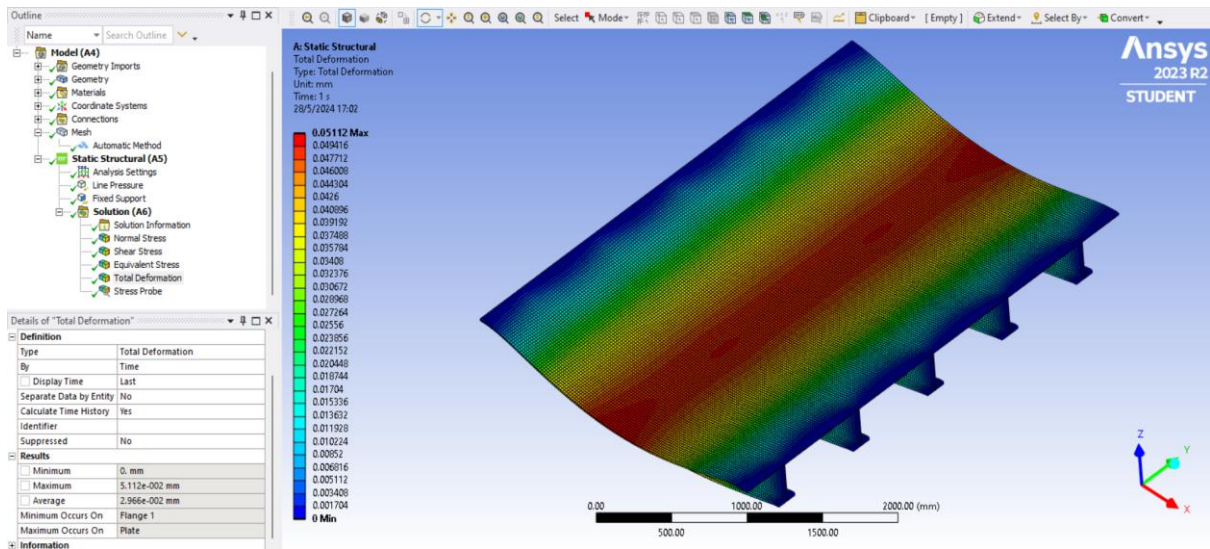 Outline
Name Search Outline
Model (A4)
Geometry Imports
Geometry
Materials
Coordinate Systems
Connections
Mesh
Automatic Method
Static Structural (A5)
Analysis Settings
Line Pressure
Fixed Support
Solution (A6)
Solution Information
Normal Stress
Shear Stress
Equivalent Stress
Total Deformation
Stress Probe
Details of "Total Deformation"
Definition
Type Total Deformation
By Time
Display Time Last
Separate Data by Entity No
Calculate Time History Yes
Identifier
Suppressed No
Results
Minimum 0. mm
Maximum 5.112e-002 mm
Average 2.966e-002 mm
Minimum Occurs On Flange 1
Maximum Occurs On Plate
Information
Select Mode Clipboard [ Empty ] Extend Select By Convert
A: Static Structural
Total Deformation
Type: Total Deformation
Unit: mm
Time: 1 s
28/5/2024 17:02
0.05112 Max
0.049416
0.047712
0.046008
0.044304
0.0426
0.040896
0.039192
0.037488
0.035784
0.03408
0.032376
0.030672
0.028968
0.027264
0.02556
0.023856
0.022152
0.020448
0.018744
0.01704
0.015336
0.013632
0.011928
0.010224
0.00852
0.006816
0.005112
0.003408
0.001704
0 Min
Ansys
2023 R2
STUDENT
0.00 1000.00 2000.00 (mm)
500.00 1500.00
Z
Y
X